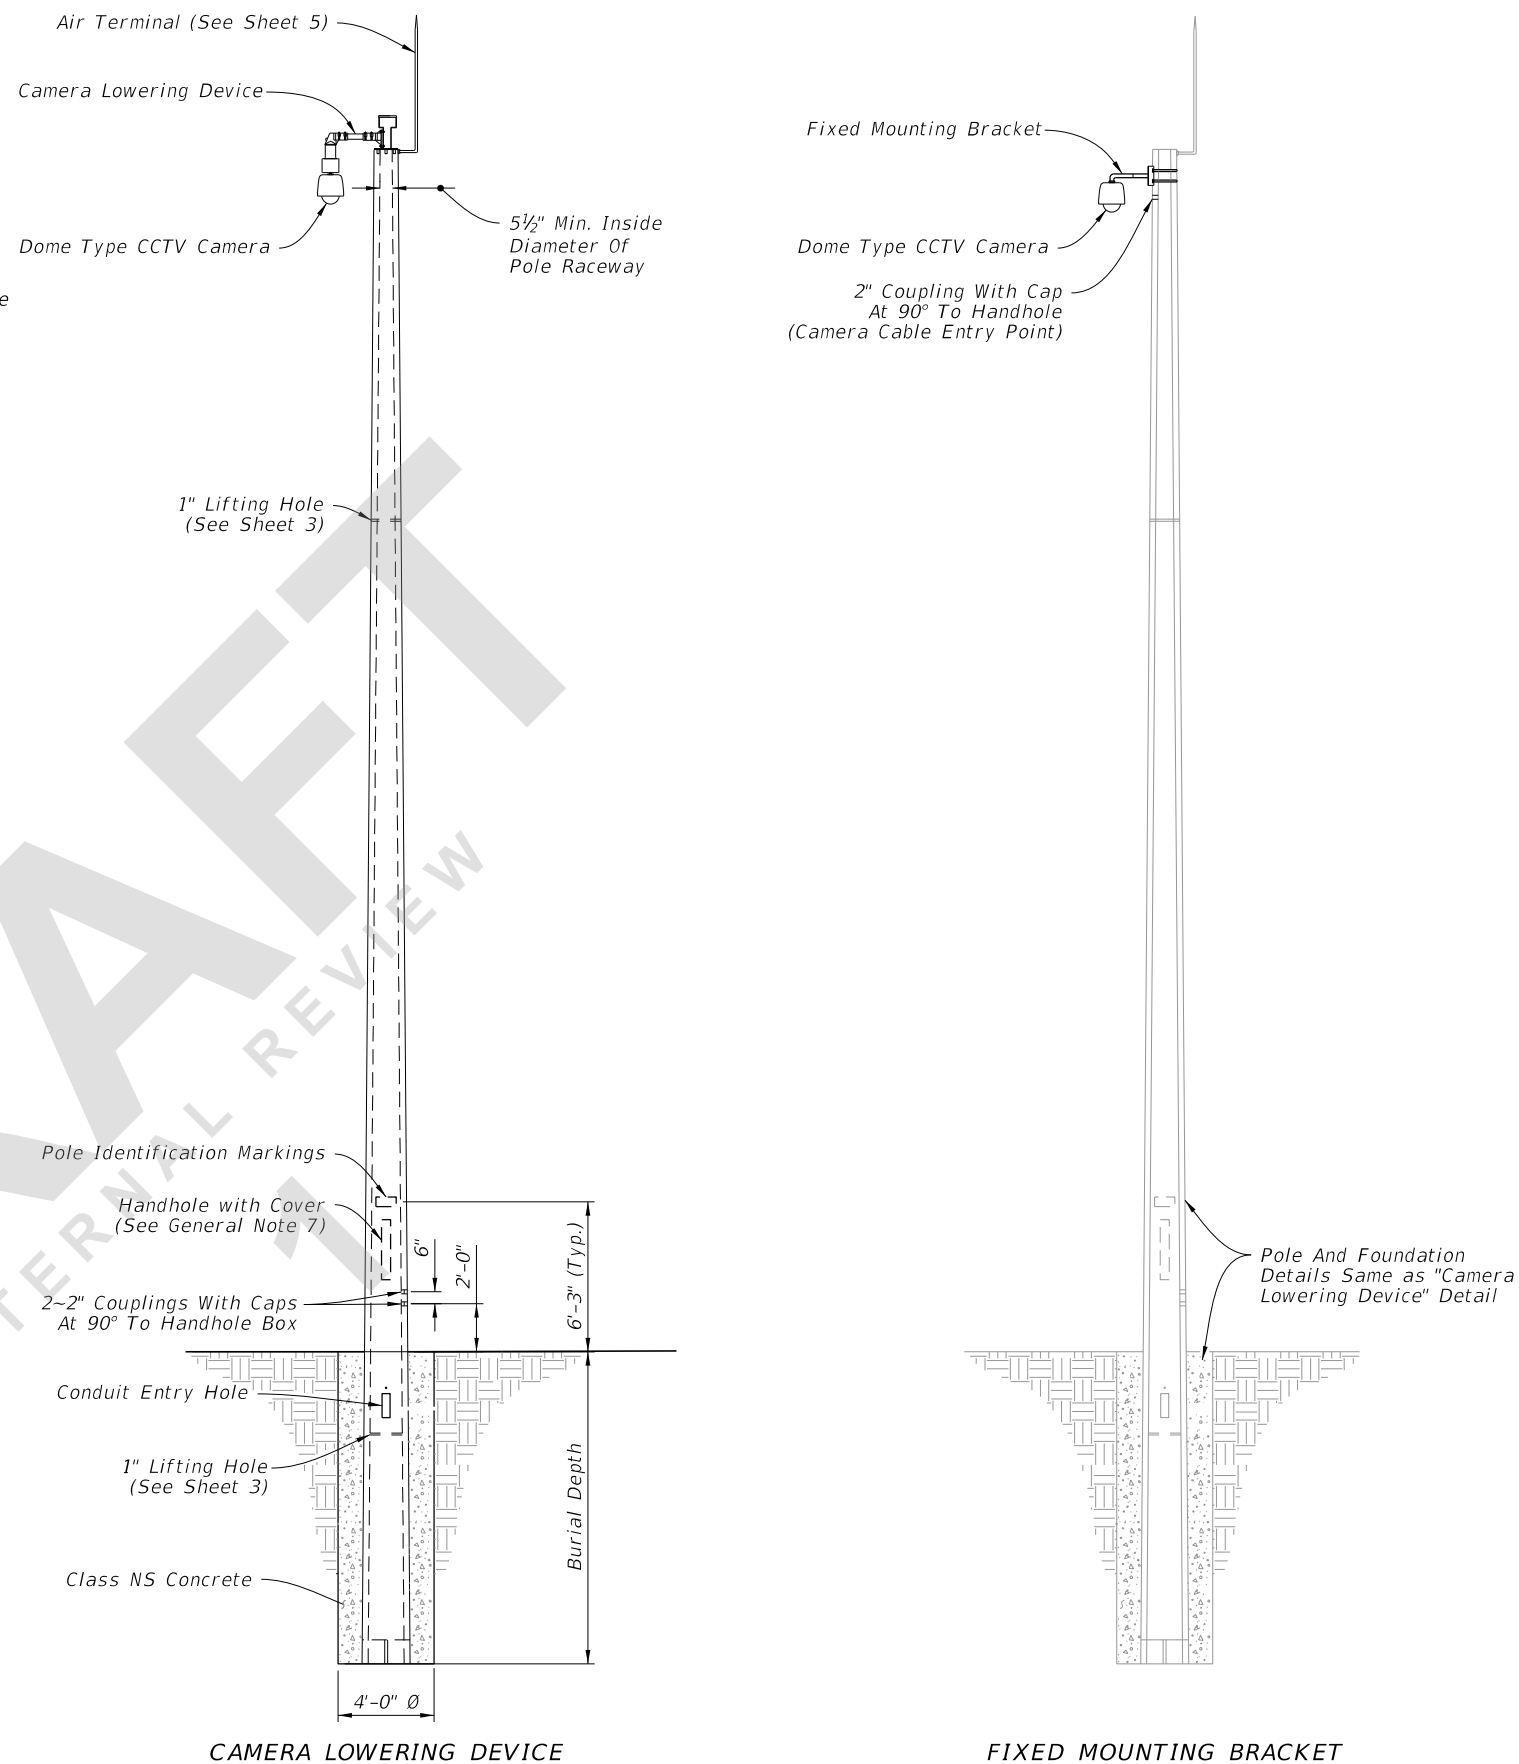 Air Terminal (See Sheet 5)
Camera Lowering Device
Dome Type CCTV Camera
5½" Min. Inside
Diameter Of
Pole Raceway
e
1" Lifting Hole
(See Sheet 3)
Pole Identification Markings
Handhole with Cover
(See General Note 7)
2~2" Couplings With Caps
At 90° To Handhole Box
6"
2'-0"
6'-3" (Typ.)
Conduit Entry Hole
1" Lifting Hole
(See Sheet 3)
Burial Depth
Class NS Concrete
4'-0" Ø
CAMERA LOWERING DEVICE
Fixed Mounting Bracket
Dome Type CCTV Camera
2" Coupling With Cap
At 90° To Handhole
(Camera Cable Entry Point)
Pole And Foundation
Details Same as "Camera
Lowering Device" Detail
FIXED MOUNTING BRACKET
RAFT
TERNAL REVIEW
1